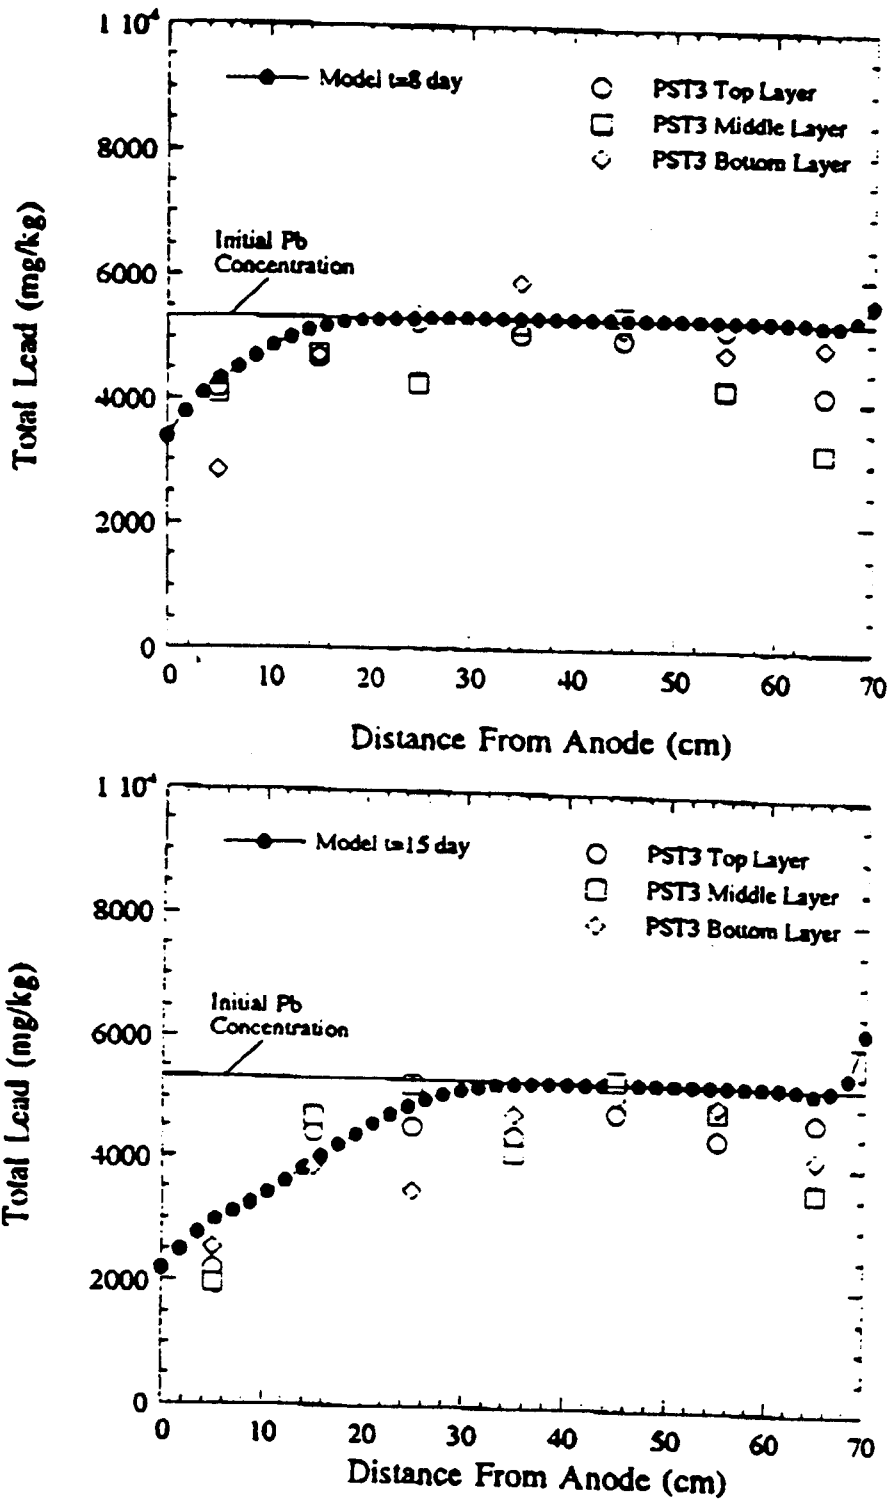 1 10⁴
Model t=8 day
PST3 Top Layer
PST3 Middle Layer
PST3 Bottom Layer
8000
Initial Pb
Concentration
6000
Total Lead (mg/kg)
4000
2000
0
0 10 20 30 40 50 60 70
Distance From Anode (cm)
1 10⁴
Model t=15 day
PST3 Top Layer
PST3 Middle Layer
PST3 Bottom Layer
8000
Initial Pb
Concentration
6000
Total Lead (mg/kg)
4000
2000
0
0 10 20 30 40 50 60 70
Distance From Anode (cm)